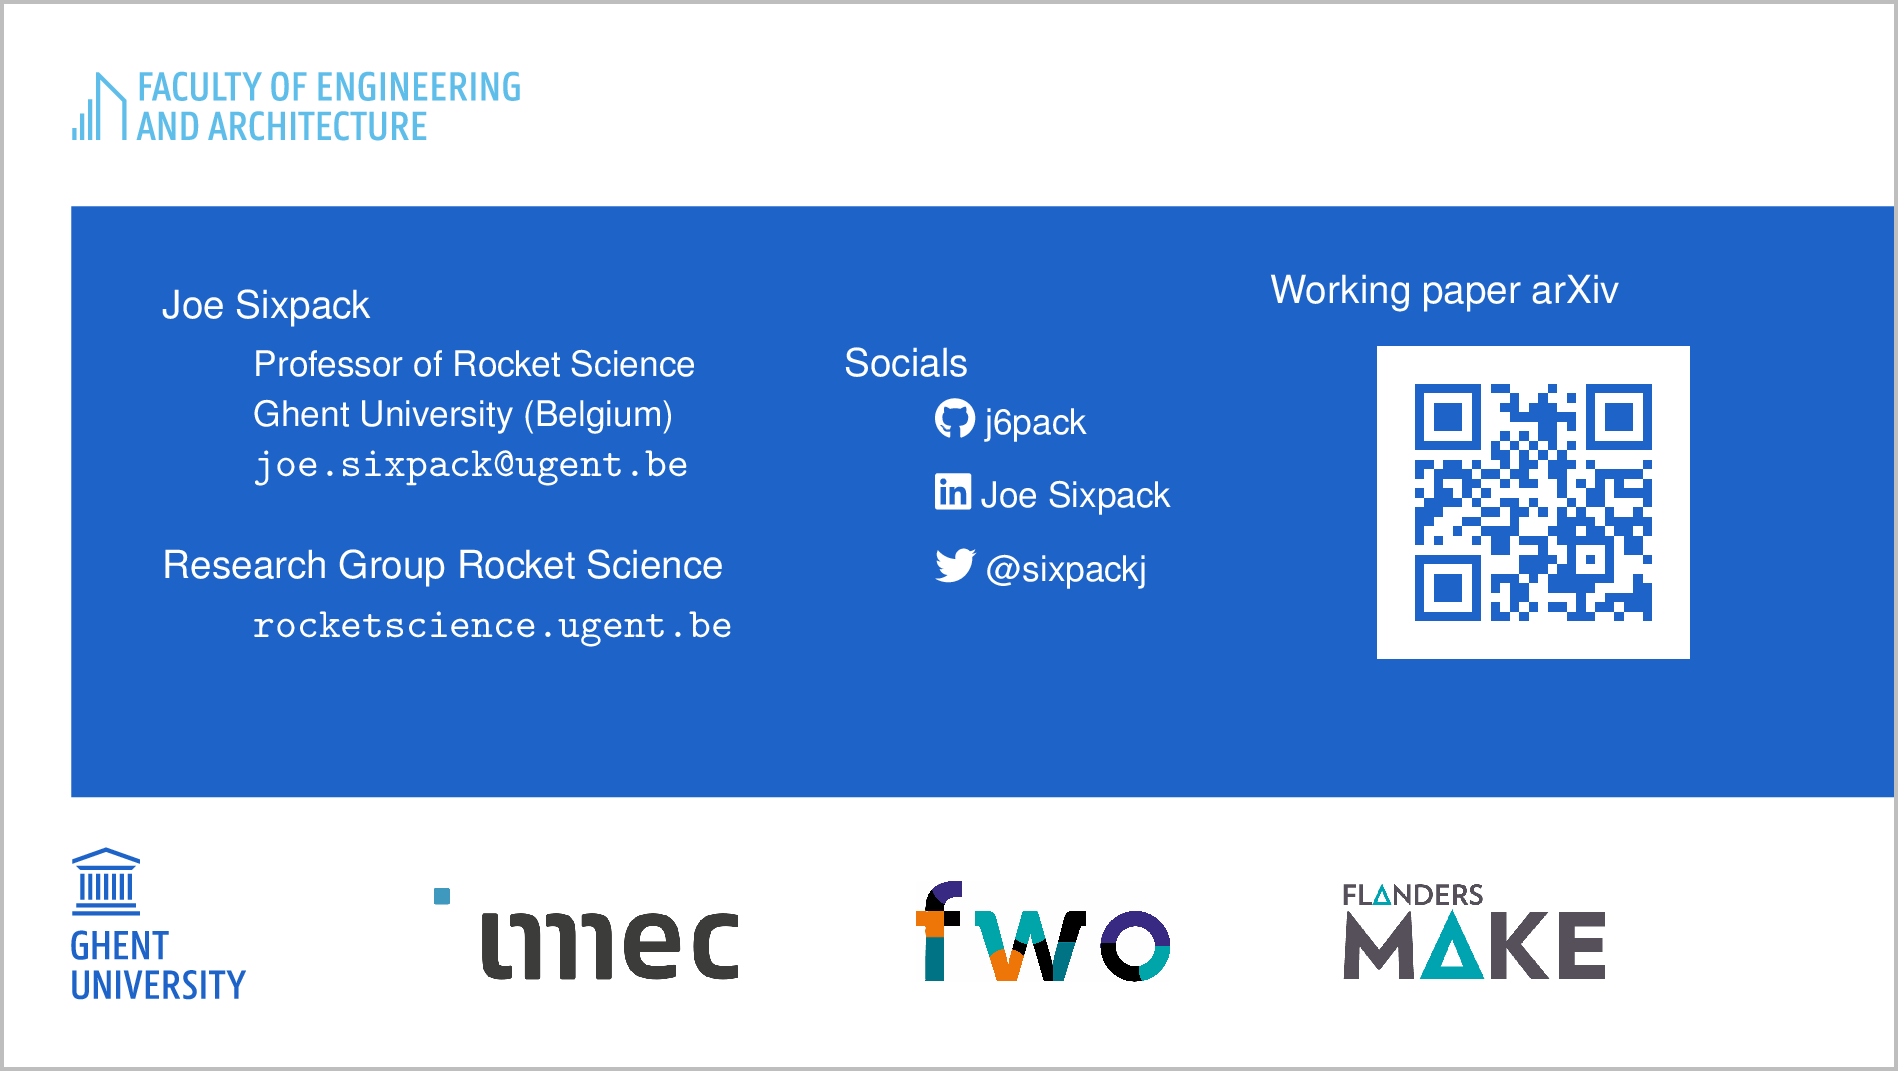 FACULTY OF ENGINEERING
AND ARCHITECTURE
Joe Sixpack
Professor of Rocket Science
Ghent University (Belgium)
joe.sixpack@ugent.be
Research Group Rocket Science
rocketscience.ugent.be
Socials
j6pack
in Joe Sixpack
@sixpackj
Working paper arXiv
GHENT
UNIVERSITY
imec
fwo
FLANDERS
MAKE